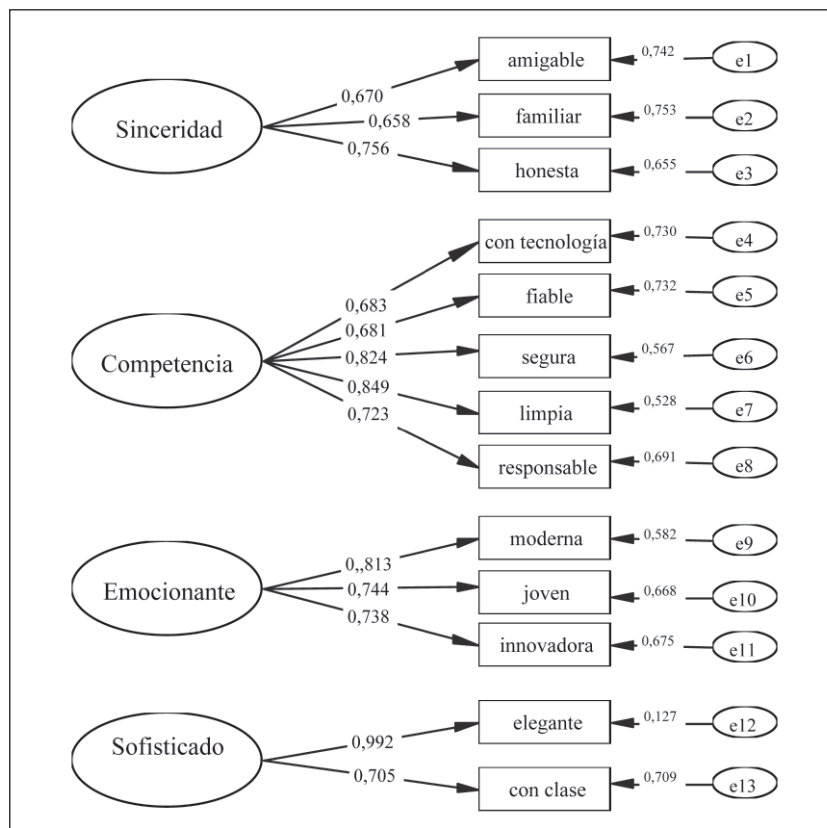 amigable
0,742
e1
0,670
Sinceridad
0,658
familiar
0,753
e2
0,756
honesta
0,655
e3
con tecnología
0,730
e4
0,683
fiable
0,732
e5
0,681
Competencia
0,824
segura
0,567
e6
0,849
limpia
0,528
e7
0,723
responsable
0,691
e8
moderna
0,582
e9
0,,813
Emocionante
0,744
joven
0,668
e10
0,738
innovadora
0,675
e11
elegante
0,127
e12
Sofisticado
0,992
0,705
con clase
0,709
e13